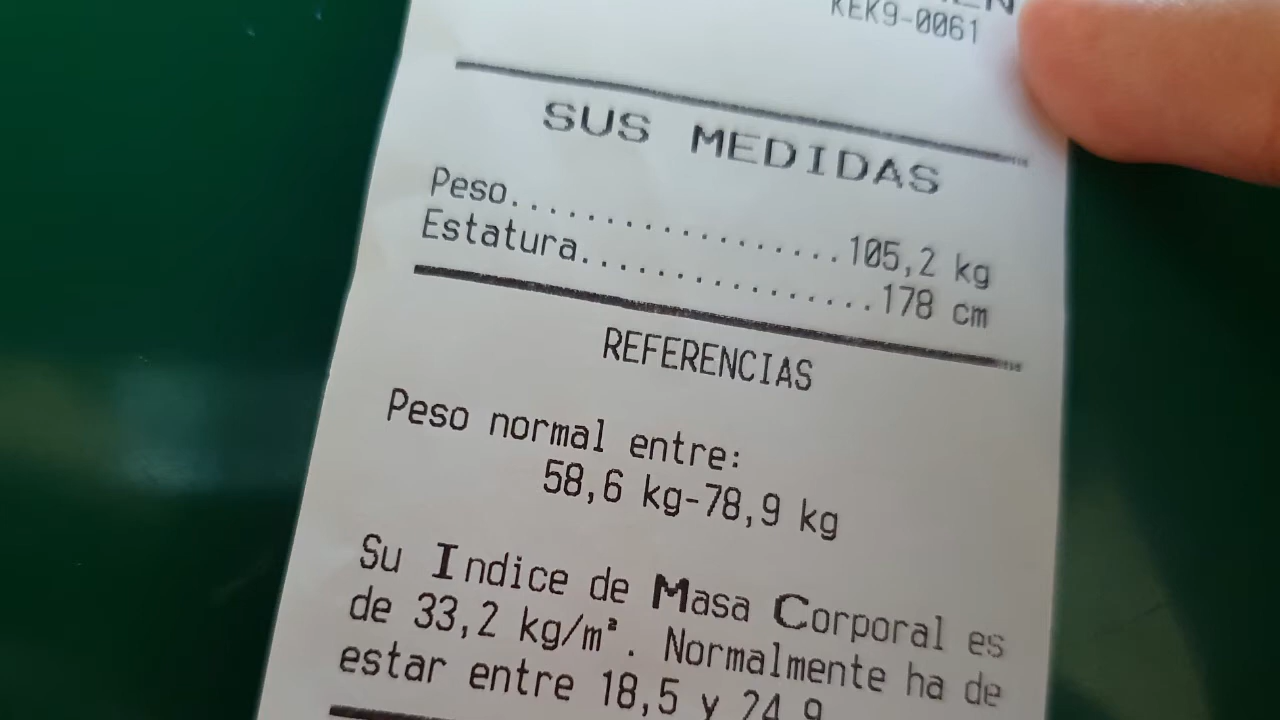 KEK9-0061
SUS MEDIDAS
Peso..................105,2 kg
Estatura................178 cm
REFERENCIAS
Peso normal entre:
58,6 kg-78,9 kg
Su Indice de Masa Corporal es
de 33,2 kg/m². Normalmente ha de
estar entre 18,5 y 24,9